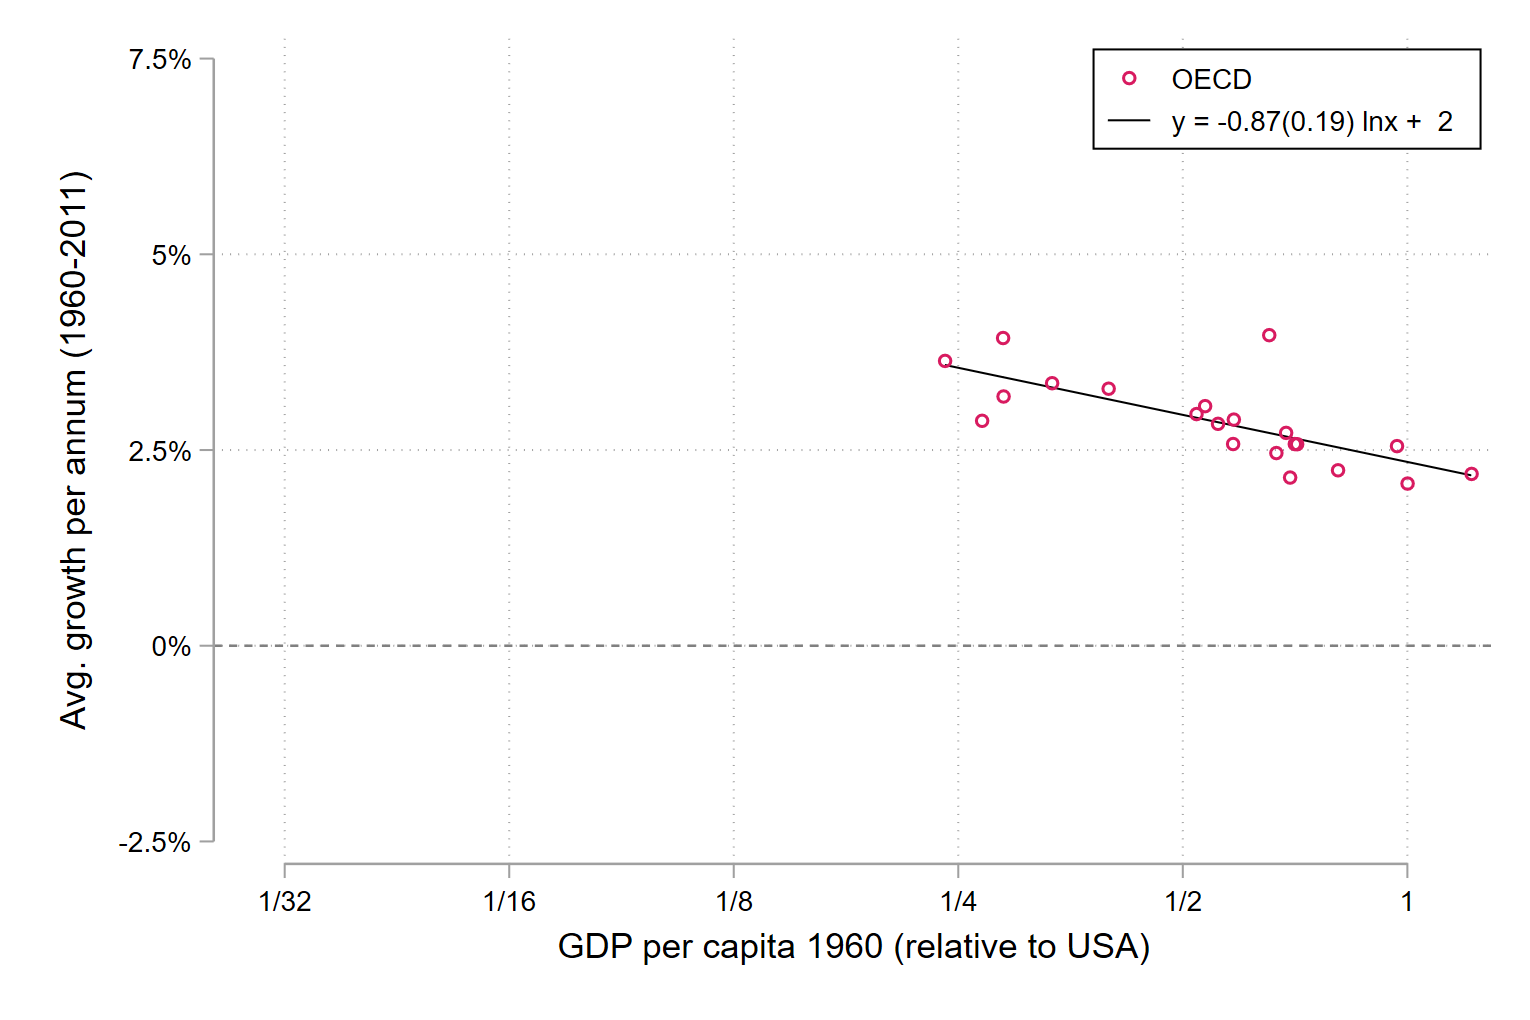 7.5%
5%
2.5%
0%
-2.5%
Avg. growth per annum (1960-2011)
OECD
y = -0.87(0.19) lnx + 2
1/32
1/16
1/8
1/4
1/2
1
GDP per capita 1960 (relative to USA)